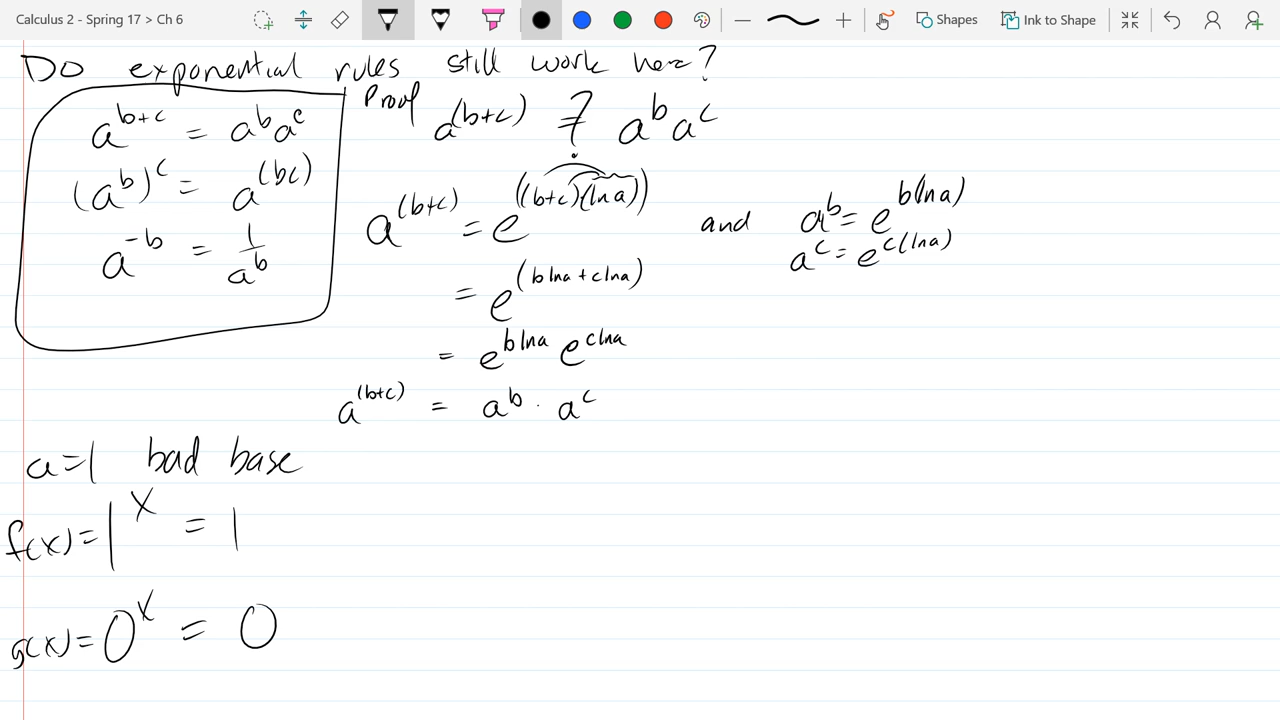 Calculus 2 - Spring 17 > Ch 6
Shapes
Ink to Shape
Do exponential rules still work here?
a^(b+c) = a^b a^c
(a^b)^c = a^(bc)
a^-b = 1/a^b
Proof a^(b+c) ≟ a^b a^c
a^(b+c) = e^((b+c)(ln a)) and a^b = e^(b(ln a))
a^c = e^(c(ln a))
= e^(b ln a + c ln a)
= e^(b ln a) e^(c ln a)
a^(b+c) = a^b · a^c
a=1 bad base
f(x) = 1^x = 1
g(x) = 0^x = 0